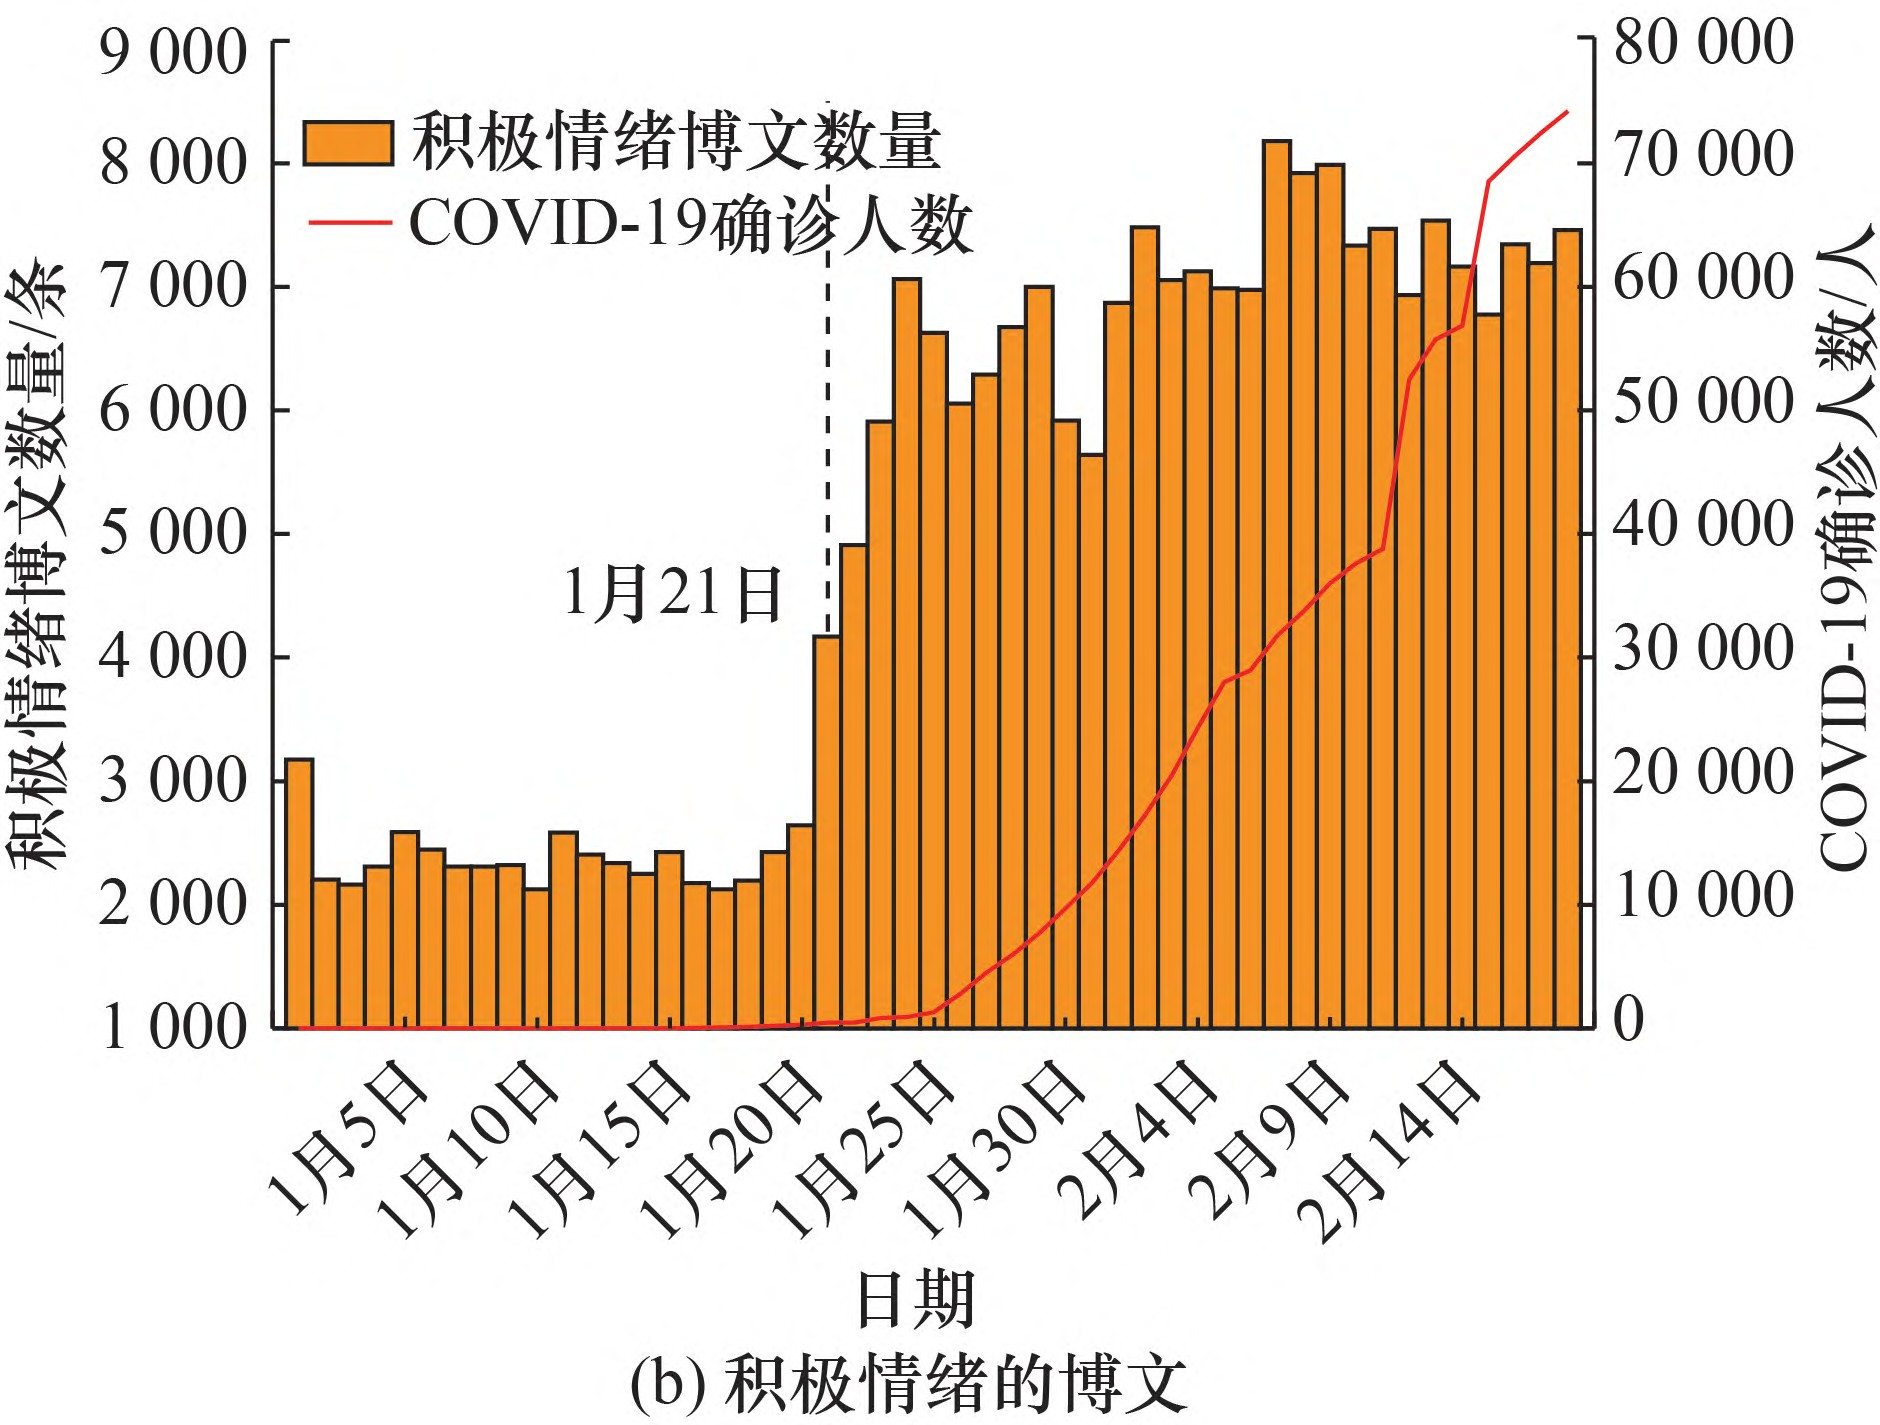 9 000
8 000
7 000
6 000
5 000
4 000
3 000
2 000
1 000
积极情绪博文数量/条
积极情绪博文数量
COVID-19确诊人数
1月21日
80 000
70 000
60 000
50 000
40 000
30 000
20 000
10 000
0
COVID-19确诊人数/人
1月5日
1月10日
1月15日
1月20日
1月25日
1月30日
2月4日
2月9日
2月14日
日期
(b) 积极情绪的博文